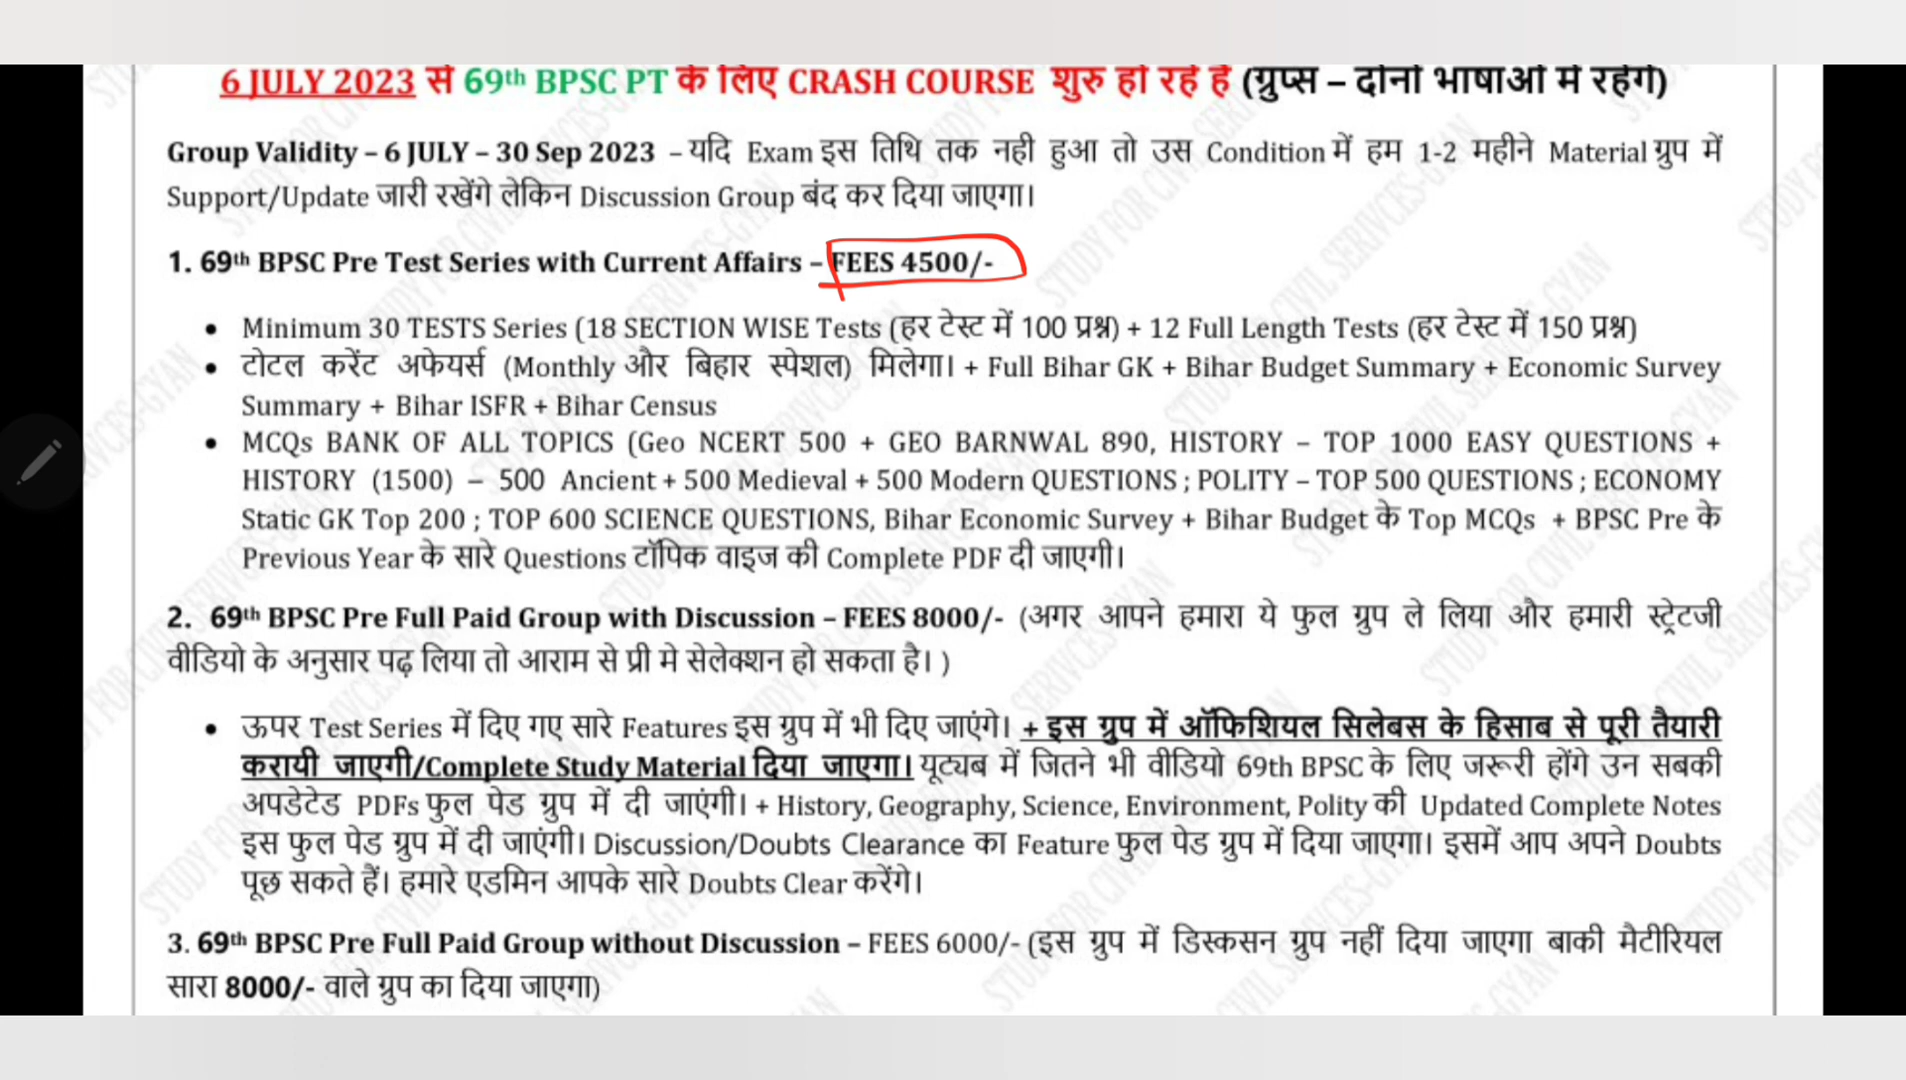 6 JULY 2023 से 69th BPSC PT के लिए CRASH COURSE शुरु हो रहे है (ग्रुप्स – दोनो भाषाओ मे रहेगे)
Group Validity – 6 JULY – 30 Sep 2023 – यदि Exam इस तिथि तक नही हुआ तो उस Condition में हम 1-2 महीने Material ग्रुप में
Support/Update जारी रखेंगे लेकिन Discussion Group बंद कर दिया जाएगा।
1. 69th BPSC Pre Test Series with Current Affairs – FEES 4500/-
• Minimum 30 TESTS Series (18 SECTION WISE Tests (हर टेस्ट में 100 प्रश्न) + 12 Full Length Tests (हर टेस्ट में 150 प्रश्न)
• टोटल करेंट अफेयर्स (Monthly और बिहार स्पेशल) मिलेगा। + Full Bihar GK + Bihar Budget Summary + Economic Survey
Summary + Bihar ISFR + Bihar Census
• MCQs BANK OF ALL TOPICS (Geo NCERT 500 + GEO BARNWAL 890, HISTORY – TOP 1000 EASY QUESTIONS +
HISTORY (1500) – 500 Ancient + 500 Medieval + 500 Modern QUESTIONS ; POLITY – TOP 500 QUESTIONS ; ECONOMY
Static GK Top 200 ; TOP 600 SCIENCE QUESTIONS, Bihar Economic Survey + Bihar Budget के Top MCQs + BPSC Pre के
Previous Year के सारे Questions टॉपिक वाइज की Complete PDF दी जाएगी।
2. 69th BPSC Pre Full Paid Group with Discussion – FEES 8000/- (अगर आपने हमारा ये फुल ग्रुप ले लिया और हमारी स्ट्रेटजी
वीडियो के अनुसार पढ़ लिया तो आराम से प्री मे सेलेक्शन हो सकता है। )
• ऊपर Test Series में दिए गए सारे Features इस ग्रुप में भी दिए जाएंगे। + इस ग्रुप में ऑफिशियल सिलेबस के हिसाब से पूरी तैयारी
करायी जाएगी/Complete Study Material दिया जाएगा। यूट्यब में जितने भी वीडियो 69th BPSC के लिए जरूरी होंगे उन सबकी
अपडेटेड PDFs फुल पेड ग्रुप में दी जाएंगी। + History, Geography, Science, Environment, Polity की Updated Complete Notes
इस फुल पेड ग्रुप में दी जाएंगी। Discussion/Doubts Clearance का Feature फुल पेड ग्रुप में दिया जाएगा। इसमें आप अपने Doubts
पूछ सकते हैं। हमारे एडमिन आपके सारे Doubts Clear करेंगे।
3. 69th BPSC Pre Full Paid Group without Discussion – FEES 6000/- (इस ग्रुप में डिस्कसन ग्रुप नहीं दिया जाएगा बाकी मैटीरियल
सारा 8000/- वाले ग्रुप का दिया जाएगा)
STUDY FOR CIVIL SERIVCES-GYAN